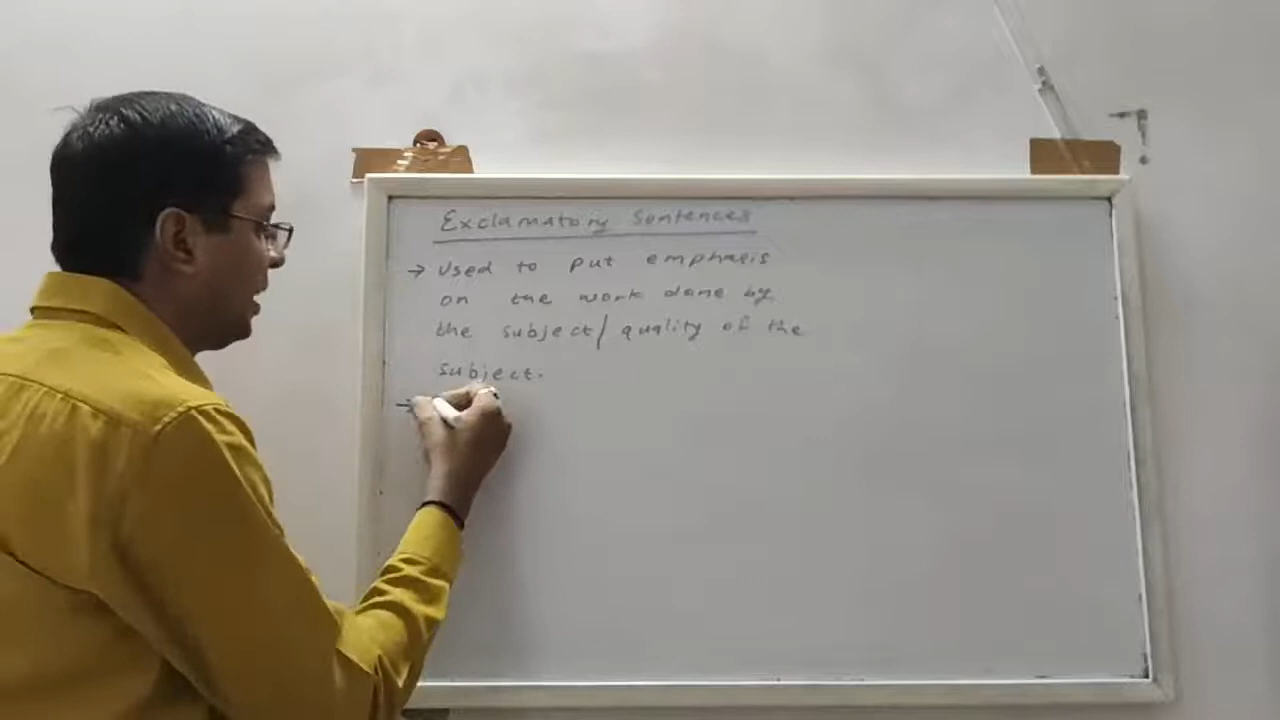 Exclamatory Sentences
→ Used to put emphasis
on the work done by
the subject/quality of the
subject.
→